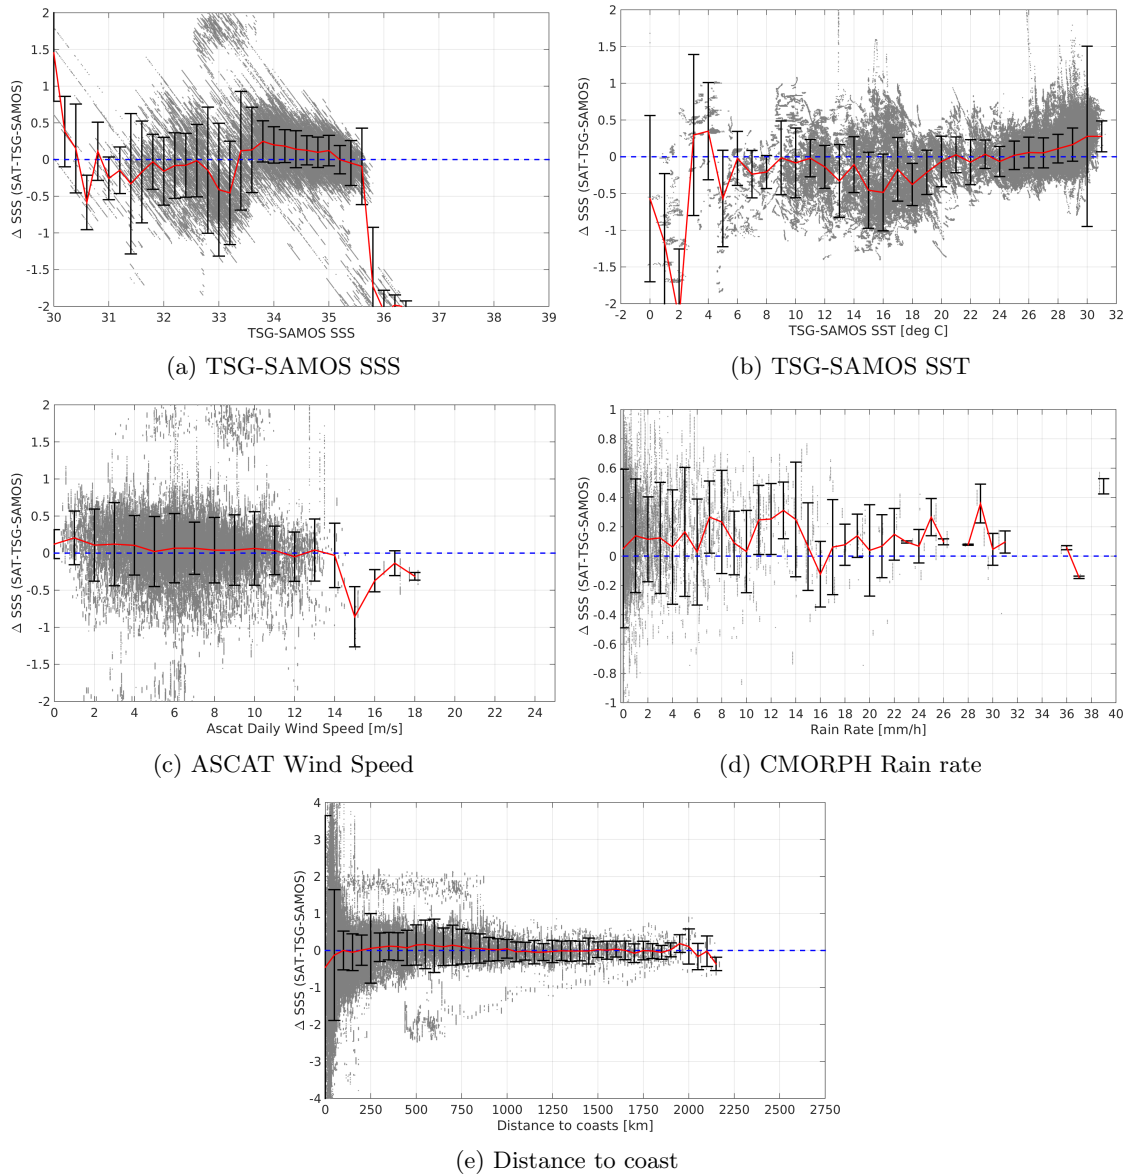 Δ SSS (SAT-TSG-SAMOS)
2
1.5
1
0.5
0
-0.5
-1
-1.5
-2
30 31 32 33 34 35 36 37 38 39
TSG-SAMOS SSS
(a) TSG-SAMOS SSS
Δ SSS (SAT-TSG-SAMOS)
2
1.5
1
0.5
0
-0.5
-1
-1.5
-2
-2 0 2 4 6 8 10 12 14 16 18 20 22 24 26 28 30 32
TSG-SAMOS SST [deg C]
(b) TSG-SAMOS SST
Δ SSS (SAT-TSG-SAMOS)
2
1.5
1
0.5
0
-0.5
-1
-1.5
-2
0 2 4 6 8 10 12 14 16 18 20 22 24
Ascat Daily Wind Speed [m/s]
(c) ASCAT Wind Speed
Δ SSS (SAT-TSG-SAMOS)
1
0.8
0.6
0.4
0.2
0
-0.2
-0.4
-0.6
-0.8
-1
0 2 4 6 8 10 12 14 16 18 20 22 24 26 28 30 32 34 36 38 40
Rain Rate [mm/h]
(d) CMORPH Rain rate
Δ SSS (SAT-TSG-SAMOS)
4
3
2
1
0
-1
-2
-3
-4
0 250 500 750 1000 1250 1500 1750 2000 2250 2500 2750
Distance to coasts [km]
(e) Distance to coast